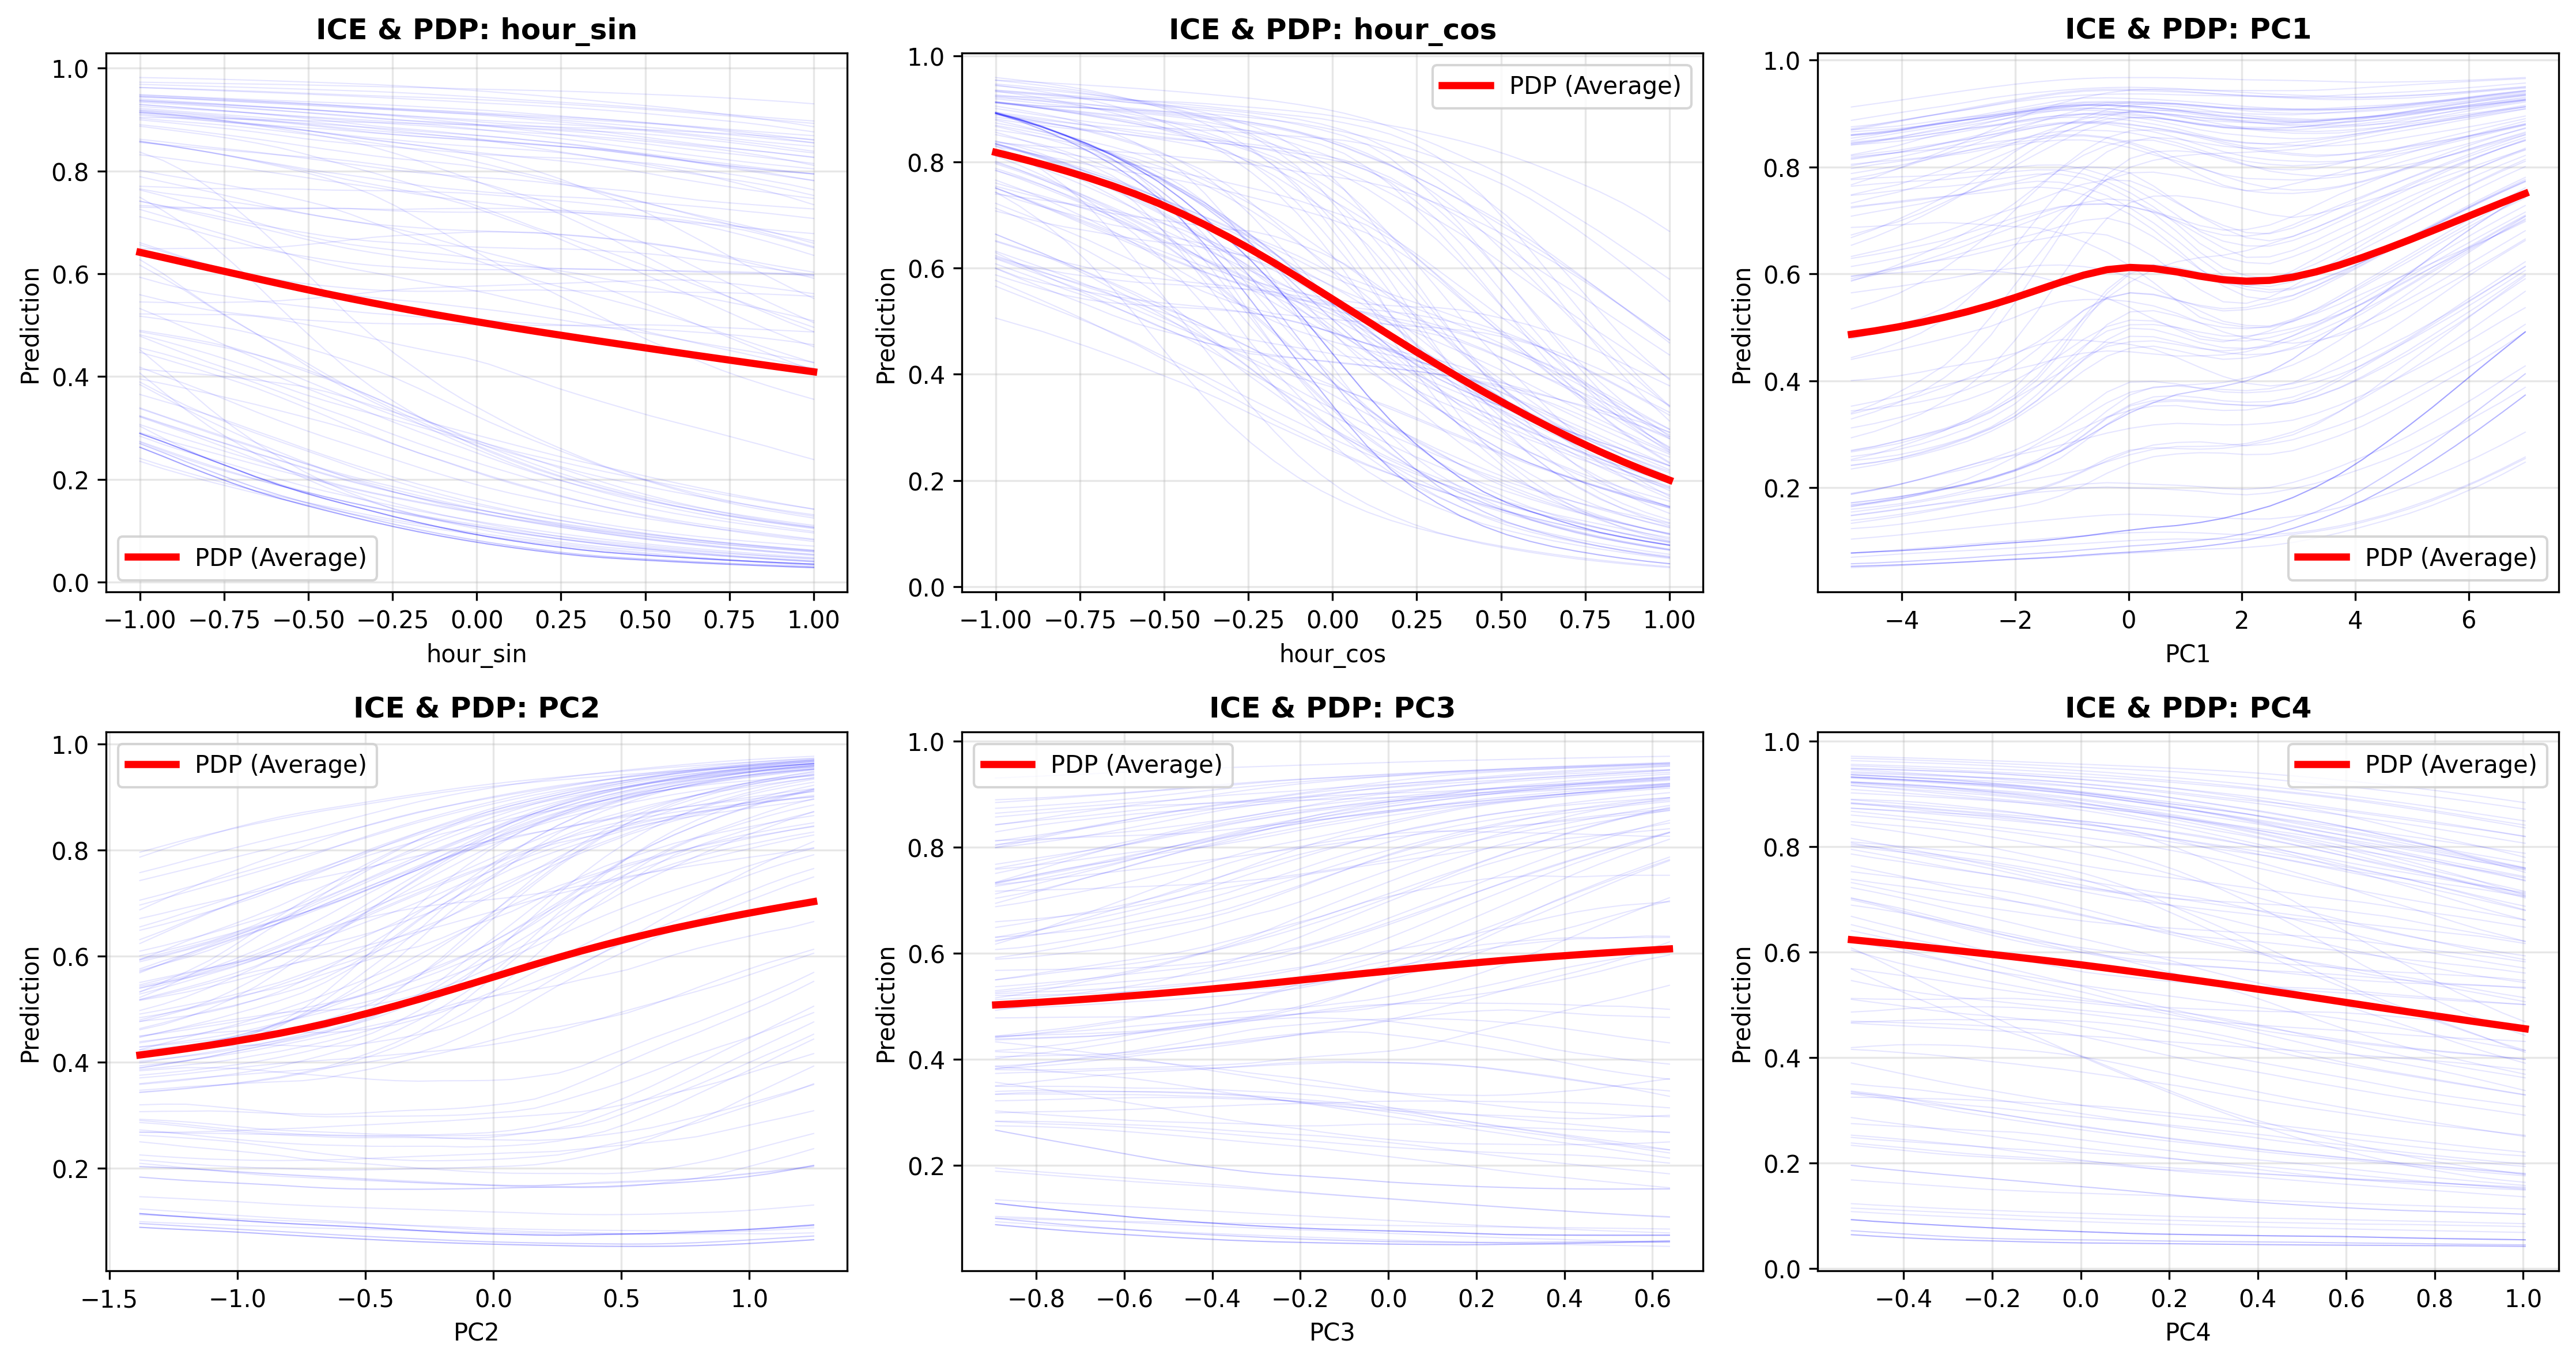 ICE & PDP: hour_sin
Prediction
1.0
0.8
0.6
0.4
0.2
0.0
PDP (Average)
−1.00 −0.75 −0.50 −0.25 0.00 0.25 0.50 0.75 1.00
hour_sin
ICE & PDP: hour_cos
Prediction
1.0
0.8
0.6
0.4
0.2
0.0
PDP (Average)
−1.00 −0.75 −0.50 −0.25 0.00 0.25 0.50 0.75 1.00
hour_cos
ICE & PDP: PC1
Prediction
1.0
0.8
0.6
0.4
0.2
PDP (Average)
−4 −2 0 2 4 6
PC1
ICE & PDP: PC2
Prediction
1.0
0.8
0.6
0.4
0.2
PDP (Average)
−1.5 −1.0 −0.5 0.0 0.5 1.0
PC2
ICE & PDP: PC3
Prediction
1.0
0.8
0.6
0.4
0.2
PDP (Average)
−0.8 −0.6 −0.4 −0.2 0.0 0.2 0.4 0.6
PC3
ICE & PDP: PC4
Prediction
1.0
0.8
0.6
0.4
0.2
0.0
PDP (Average)
−0.4 −0.2 0.0 0.2 0.4 0.6 0.8 1.0
PC4